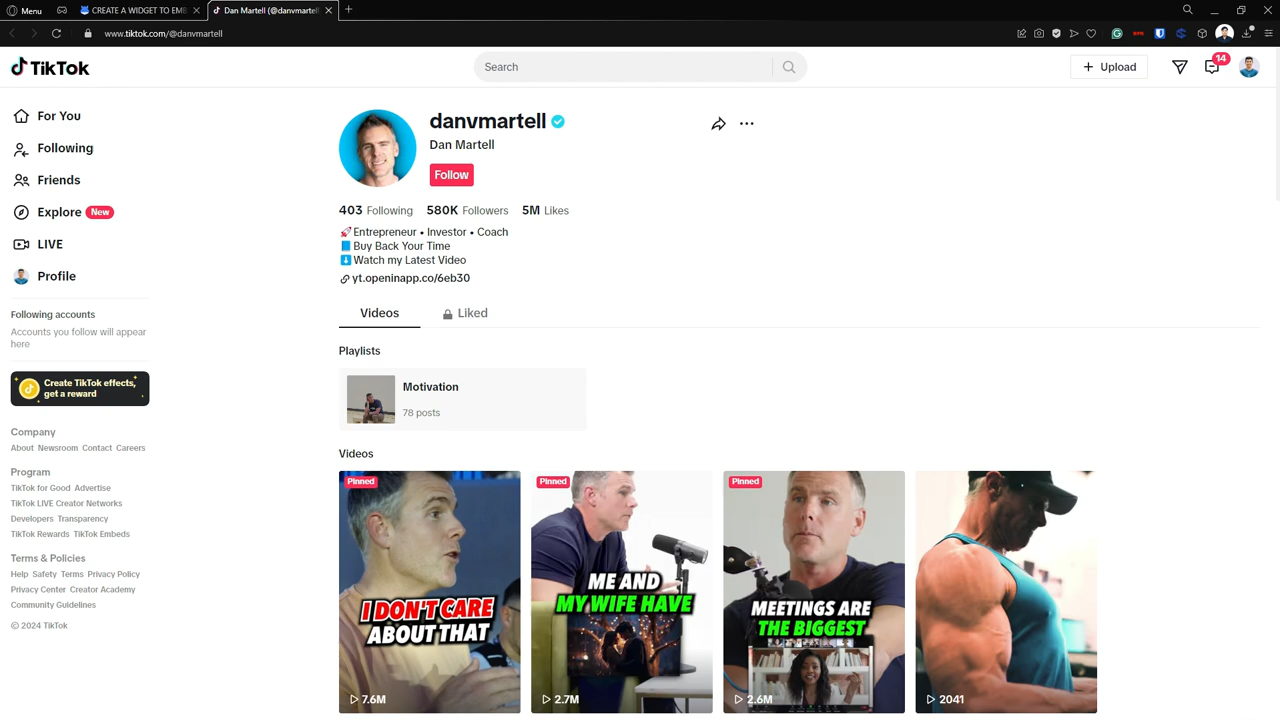 Menu
CREATE A WIDGET TO EMB
Dan Martell (@danvmartell
www.tiktok.com/@danvmartell
TikTok
Search
Upload
14
For You
Following
Friends
Explore New
LIVE
Profile
Following accounts
Accounts you follow will appear
here
Create TikTok effects,
get a reward
Company
About Newsroom Contact Careers
Program
TikTok for Good Advertise
TikTok LIVE Creator Networks
Developers Transparency
TikTok Rewards TikTok Embeds
Terms & Policies
Help Safety Terms Privacy Policy
Privacy Center Creator Academy
Community Guidelines
© 2024 TikTok
danvmartell
Dan Martell
Follow
403 Following 580K Followers 5M Likes
🚀Entrepreneur • Investor • Coach
📘Buy Back Your Time
⬇️Watch my Latest Video
yt.openinapp.co/6eb30
Videos
Liked
Playlists
Motivation
78 posts
Videos
Pinned
I DON'T CARE
ABOUT THAT
7.6M
Pinned
ME AND
MY WIFE HAVE
2.7M
Pinned
MEETINGS ARE
THE BIGGEST
2.6M
2041